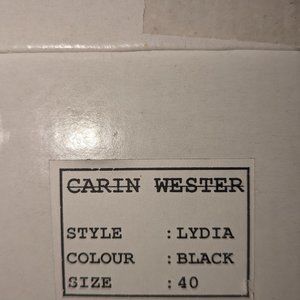 CARIN WESTER
STYLE : LYDIA
COLOUR : BLACK
SIZE : 40